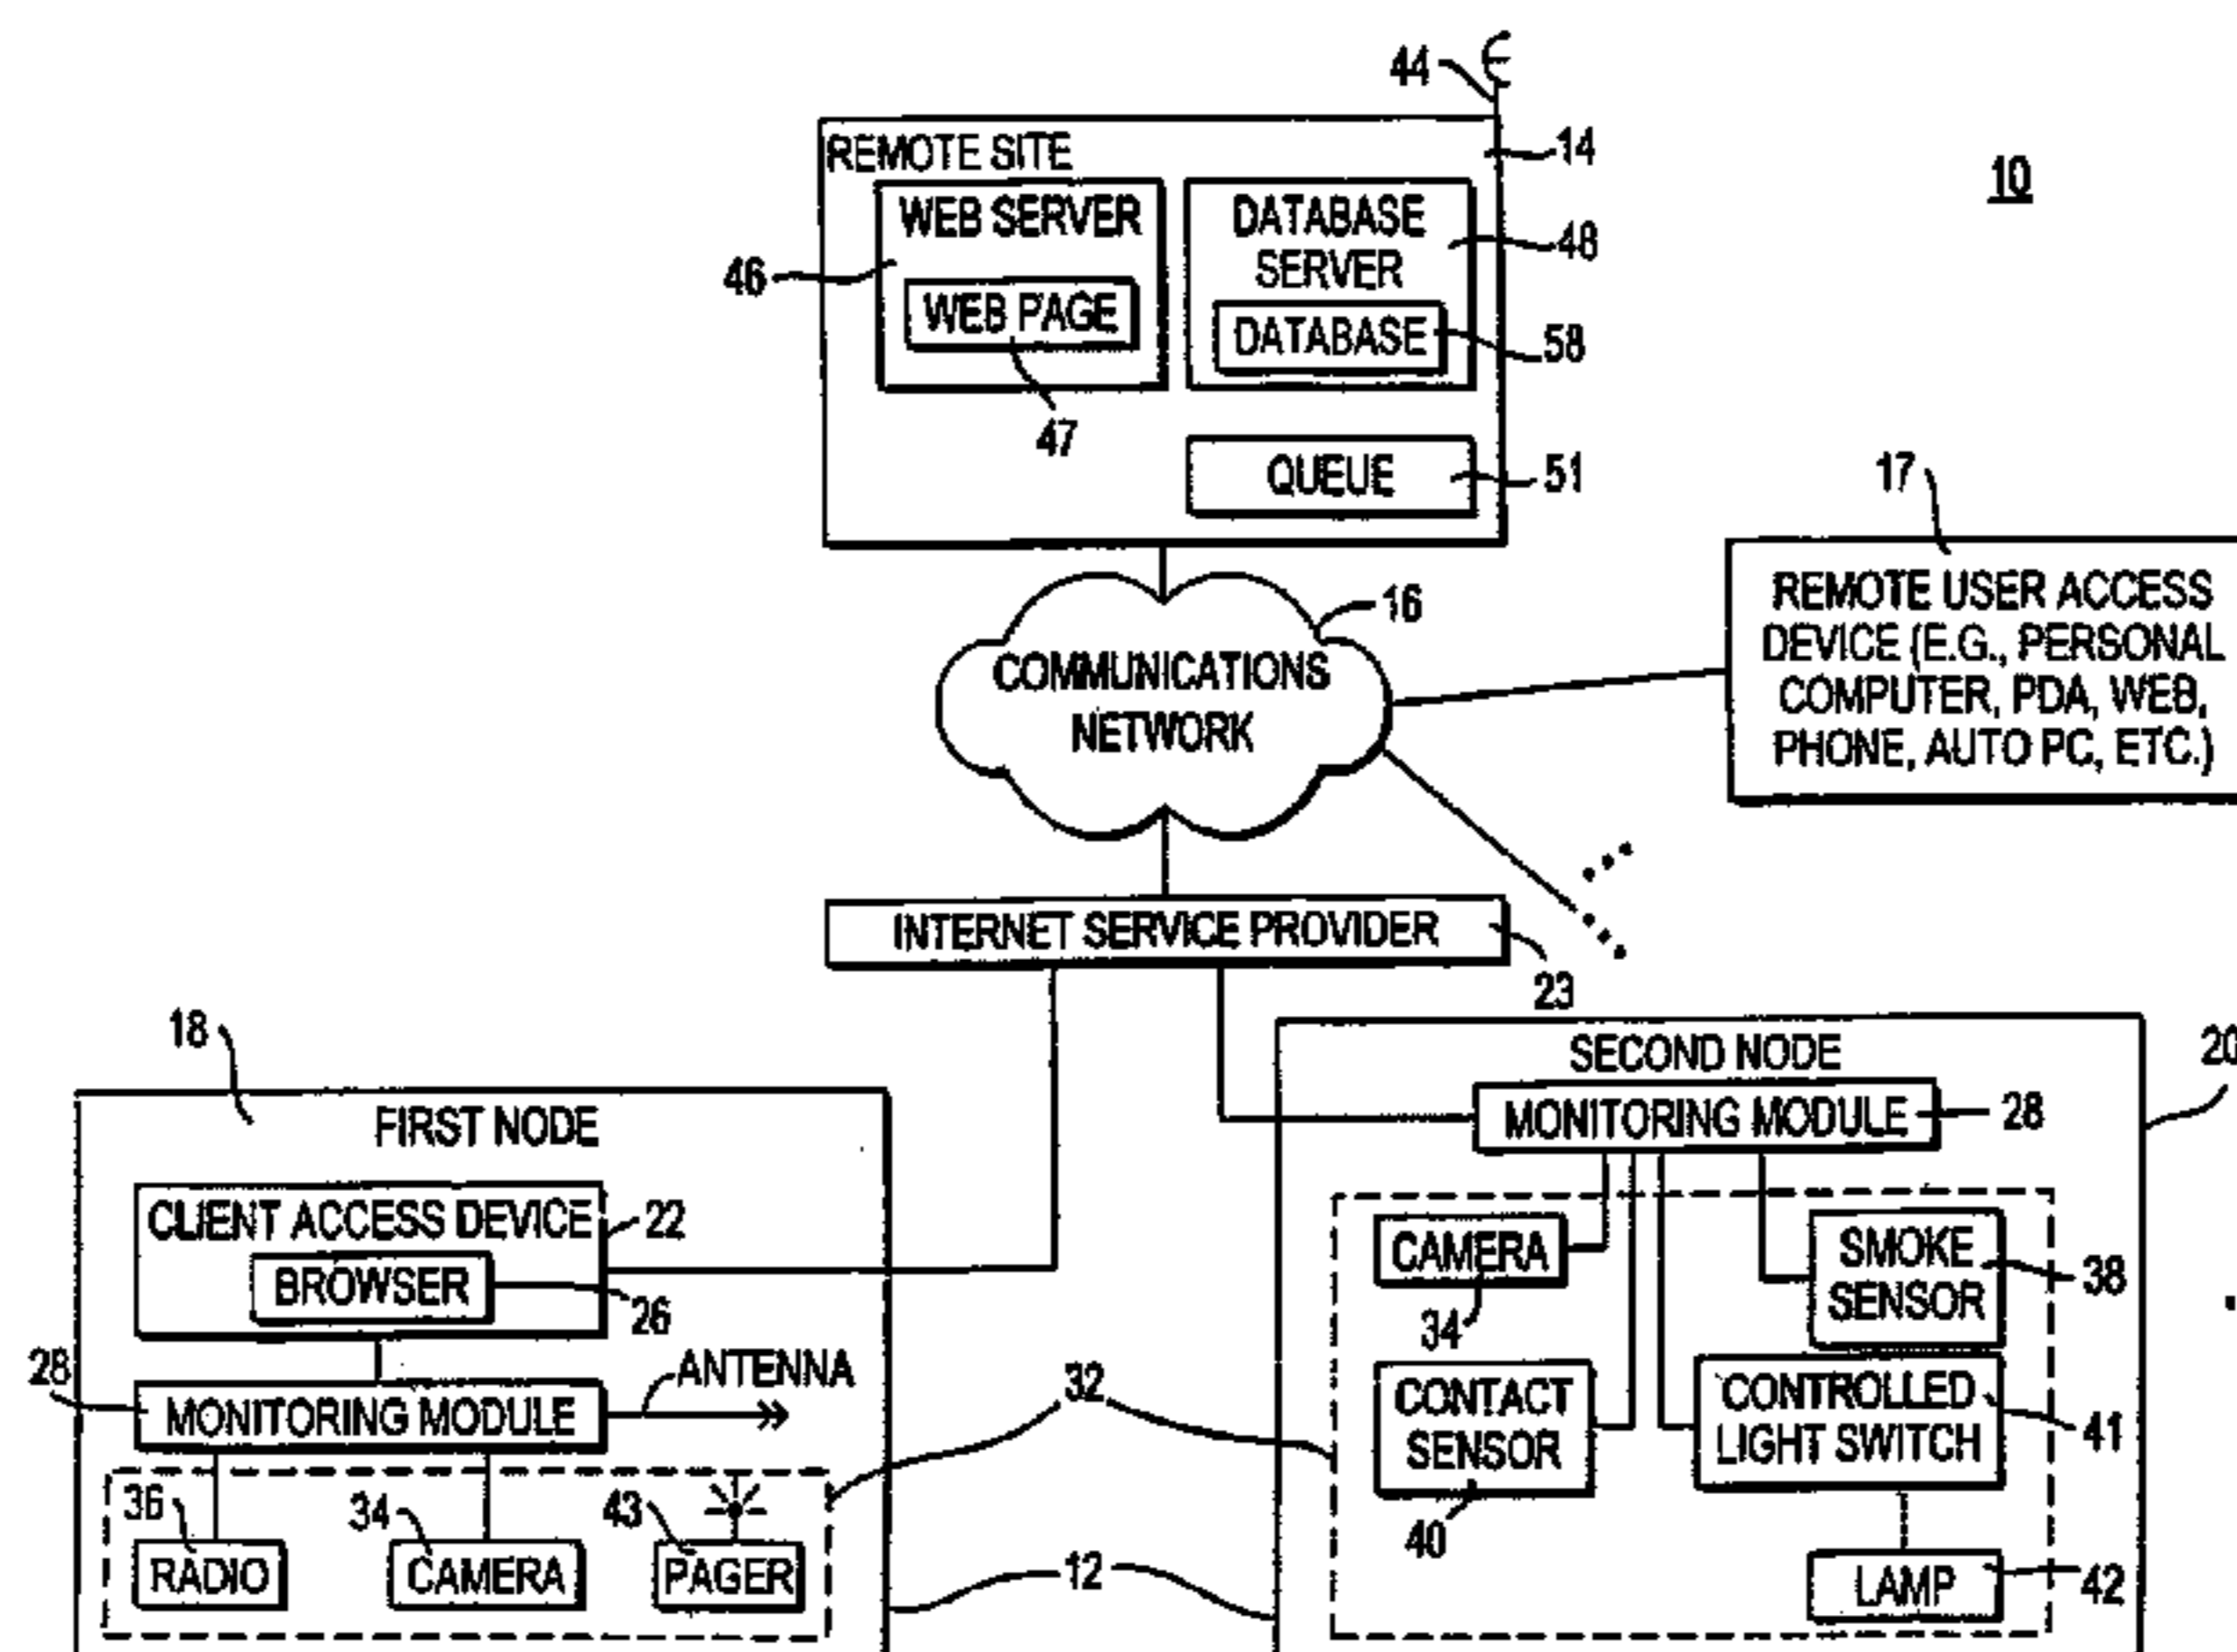 44
REMOTE SITE
14
10
WEB SERVER
46
WEB PAGE
47
DATABASE
SERVER
48
DATABASE
58
QUEUE
51
17
REMOTE USER ACCESS
DEVICE (E.G., PERSONAL
COMPUTER, PDA, WEB,
PHONE, AUTO PC, ETC.)
16
COMMUNICATIONS
NETWORK
INTERNET SERVICE PROVIDER
23
18
FIRST NODE
CLIENT ACCESS DEVICE
22
BROWSER
26
28
MONITORING MODULE
ANTENNA
32
36
RADIO
34
CAMERA
43
PAGER
12
SECOND NODE
20
MONITORING MODULE
28
CAMERA
34
SMOKE
SENSOR
38
CONTACT
SENSOR
40
CONTROLLED
LIGHT SWITCH
41
LAMP
42